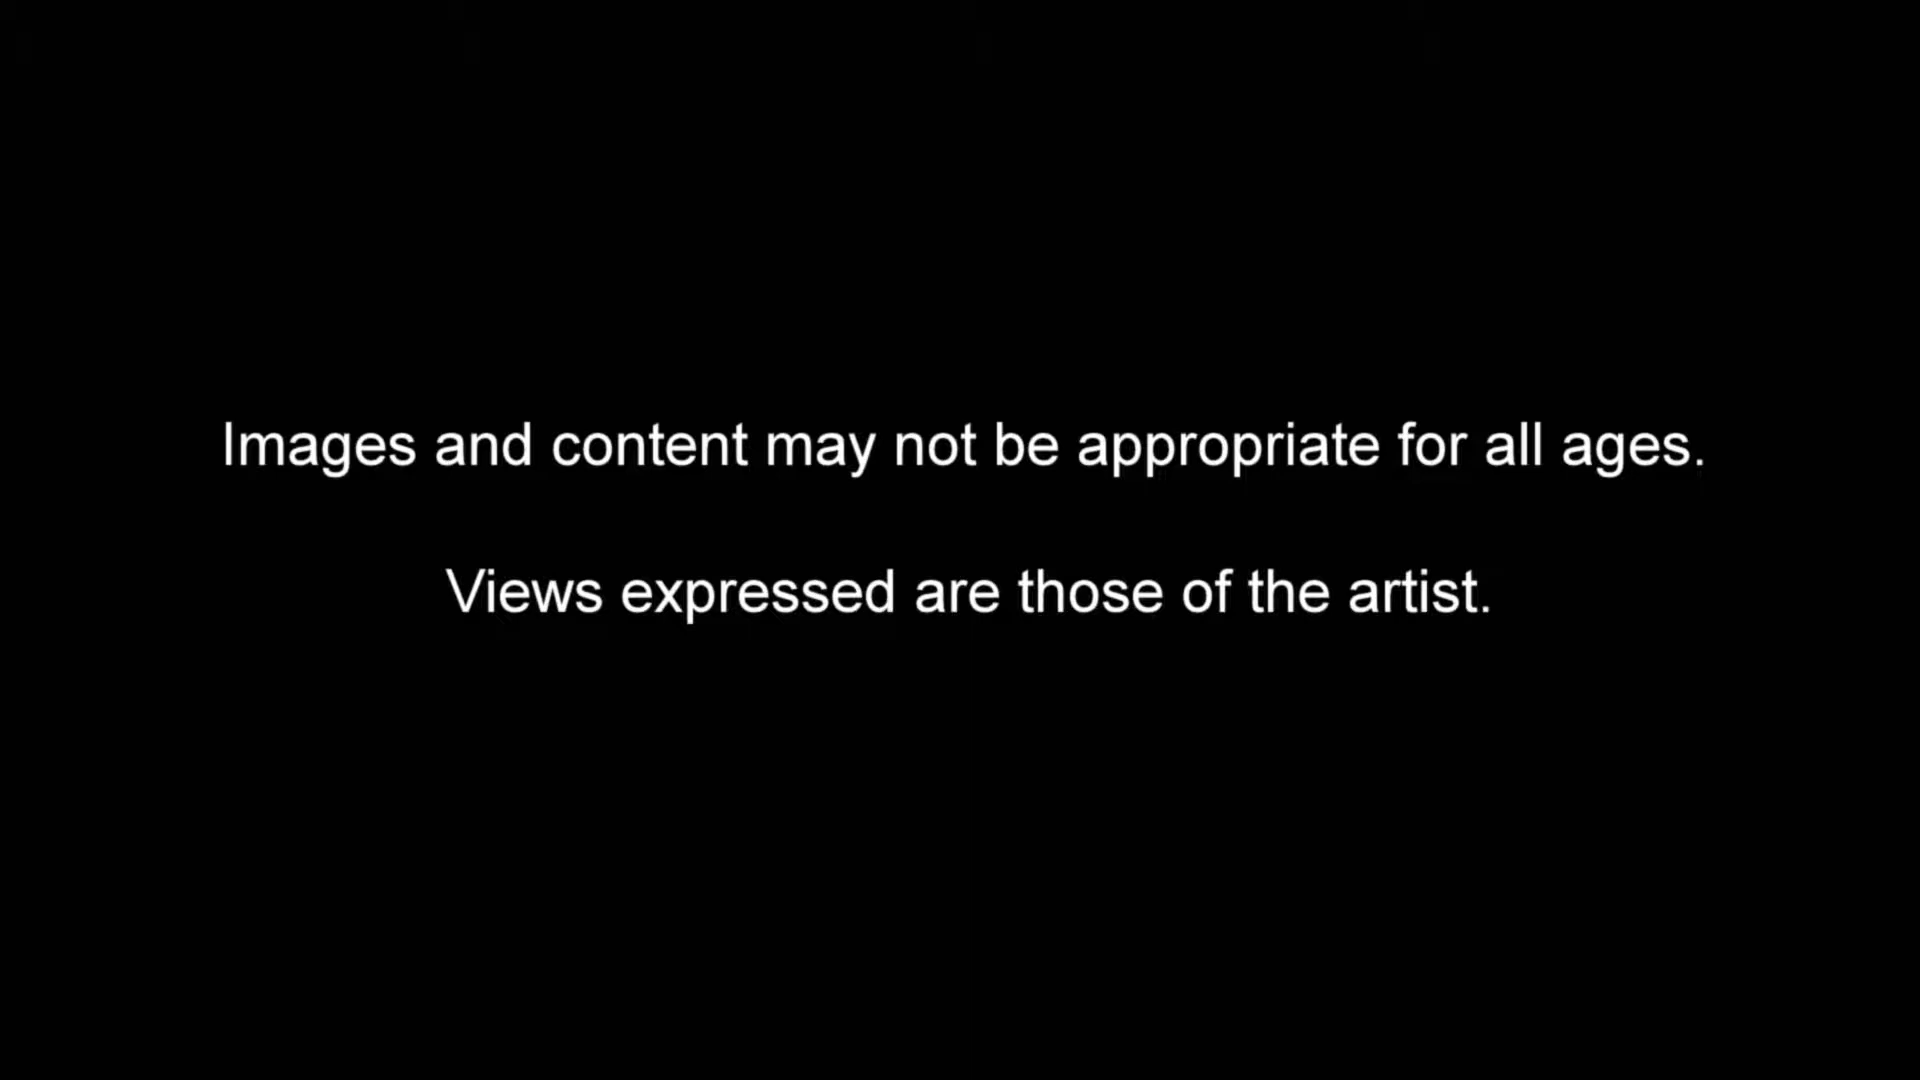 Images and content may not be appropriate for all ages.
Views expressed are those of the artist.